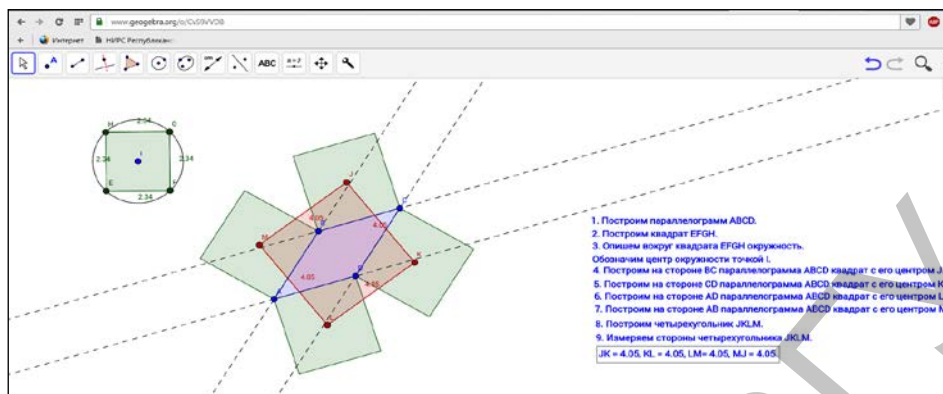 www.geogebra.org/o/CxS9VVDB
Интернет НИРС Республиканс
ABC a=2
H 2.34 G
2.34 I 2.34
E F
2.34
J
C
4.05
B 4.05
M
K
4.05 D
4.05
A
L
1. Построим параллелограмм ABCD.
2. Построим квадрат EFGH.
3. Опишем вокруг квадрата EFGH окружность.
Обозначим центр окружности точкой I.
4. Построим на стороне BC параллелограмма ABCD квадрат с его центром J
5. Построим на стороне CD параллелограмма ABCD квадрат с его центром K
6. Построим на стороне AD параллелограмма ABCD квадрат с его центром L
7. Построим на стороне AB параллелограмма ABCD квадрат с его центром M
8. Построим четырехугольник JKLM.
9. Измеряем стороны четырехугольника JKLM.
JK = 4.05, KL = 4.05, LM= 4.05, MJ = 4.05.